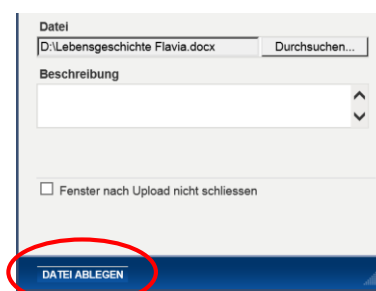 Datei
D:\Lebensgeschichte Flavia.docx Durchsuchen...
Beschreibung
Fenster nach Upload nicht schliessen
DATEI ABLEGEN